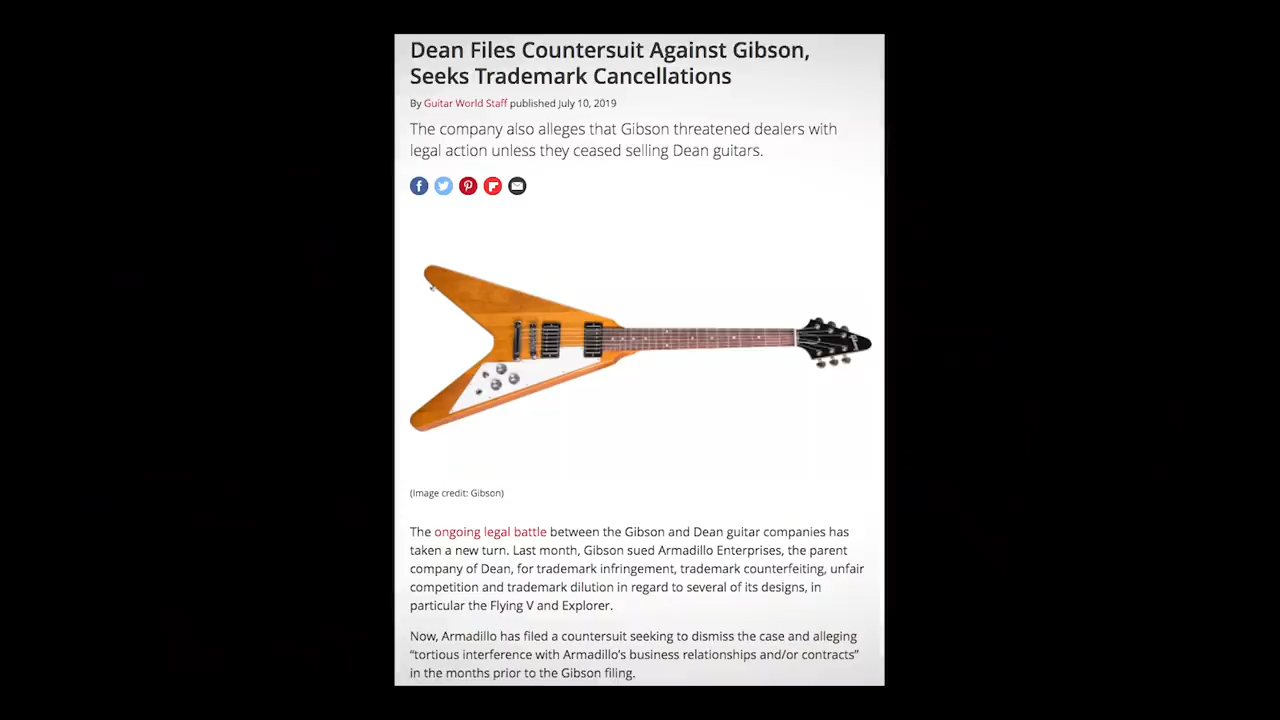 Dean Files Countersuit Against Gibson,
Seeks Trademark Cancellations
By Guitar World Staff published July 10, 2019
The company also alleges that Gibson threatened dealers with
legal action unless they ceased selling Dean guitars.
(Image credit: Gibson)
The ongoing legal battle between the Gibson and Dean guitar companies has
taken a new turn. Last month, Gibson sued Armadillo Enterprises, the parent
company of Dean, for trademark infringement, trademark counterfeiting, unfair
competition and trademark dilution in regard to several of its designs, in
particular the Flying V and Explorer.
Now, Armadillo has filed a countersuit seeking to dismiss the case and alleging
“tortious interference with Armadillo’s business relationships and/or contracts”
in the months prior to the Gibson filing.